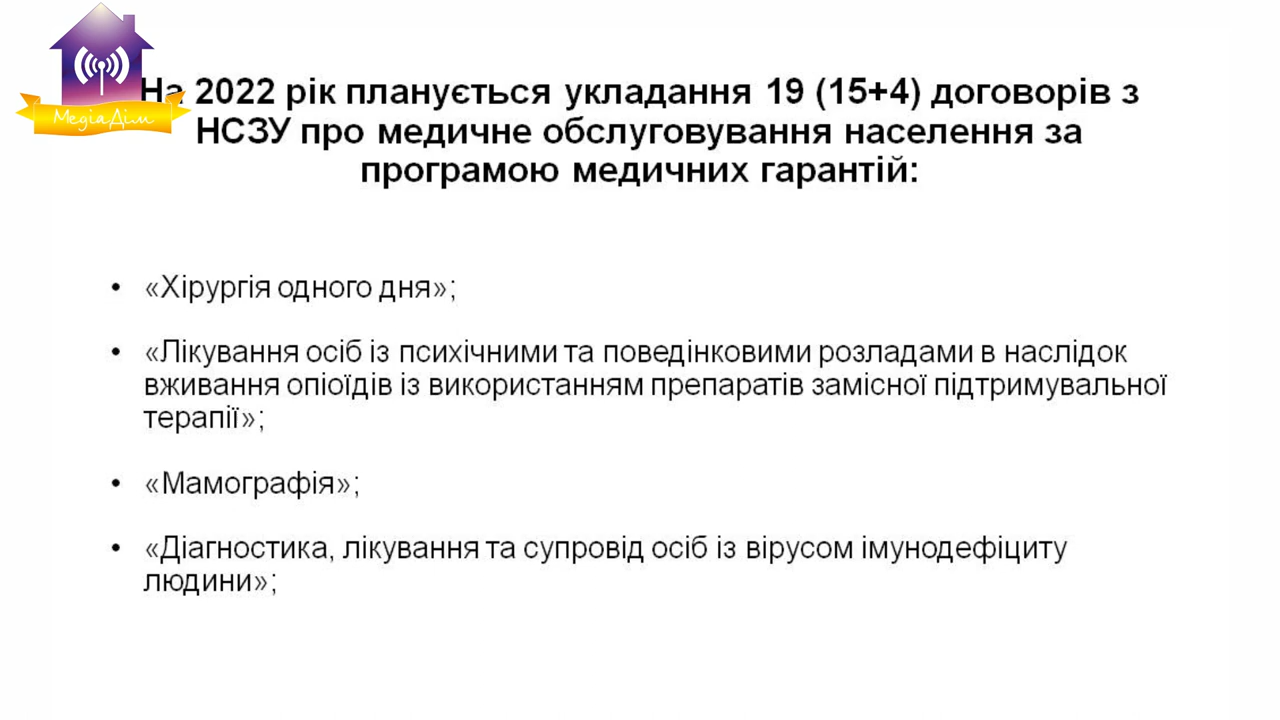 МедіаДім
На 2022 рік планується укладання 19 (15+4) договорів з
НСЗУ про медичне обслуговування населення за
програмою медичних гарантій:
• «Хірургія одного дня»;
• «Лікування осіб із психічними та поведінковими розладами в наслідок
вживання опіоїдів із використанням препаратів замісної підтримувальної
терапії»;
• «Мамографія»;
• «Діагностика, лікування та супровід осіб із вірусом імунодефіциту
людини»;